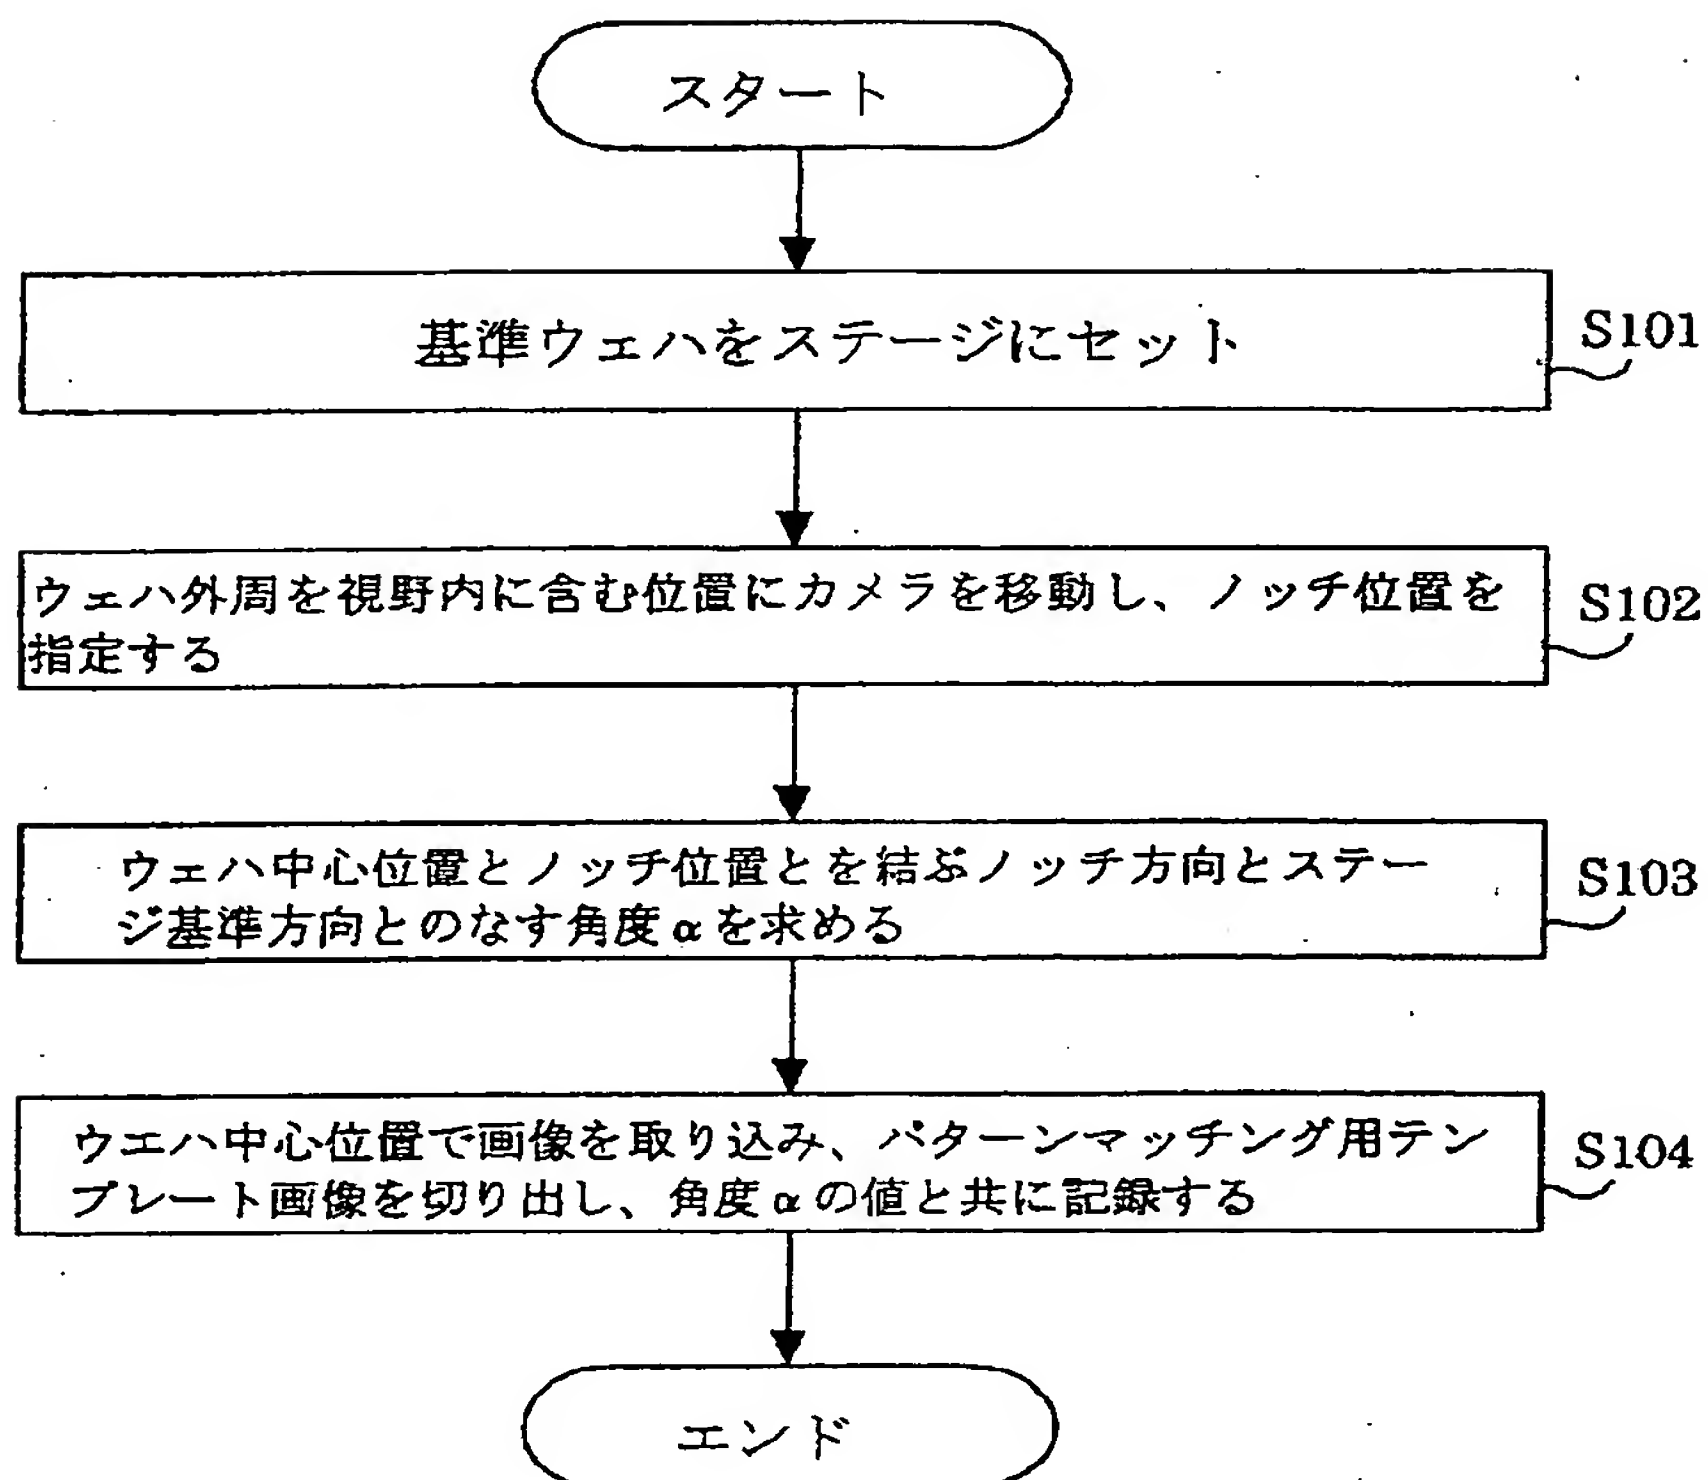 スタート
基準ウェハをステージにセット
S101
ウェハ外周を視野内に含む位置にカメラを移動し、ノッチ位置を
指定する
S102
ウェハ中心位置とノッチ位置とを結ぶノッチ方向とステー
ジ基準方向とのなす角度αを求める
S103
ウエハ中心位置で画像を取り込み、パターンマッチング用テン
プレート画像を切り出し、角度αの値と共に記録する
S104
エンド